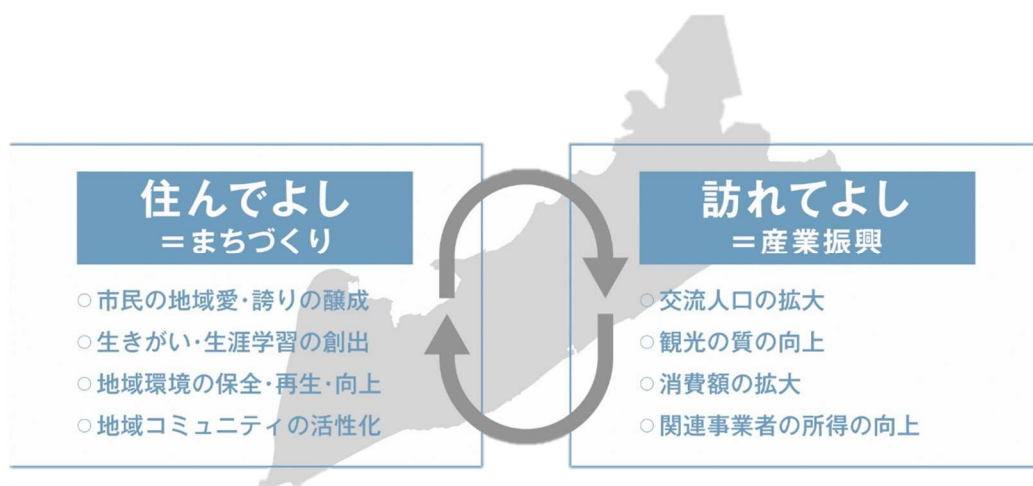 住んでよし
＝まちづくり
○市民の地域愛・誇りの醸成
○生きがい・生涯学習の創出
○地域環境の保全・再生・向上
○地域コミュニティの活性化
訪れてよし
＝産業振興
○交流人口の拡大
○観光の質の向上
○消費額の拡大
○関連事業者の所得の向上